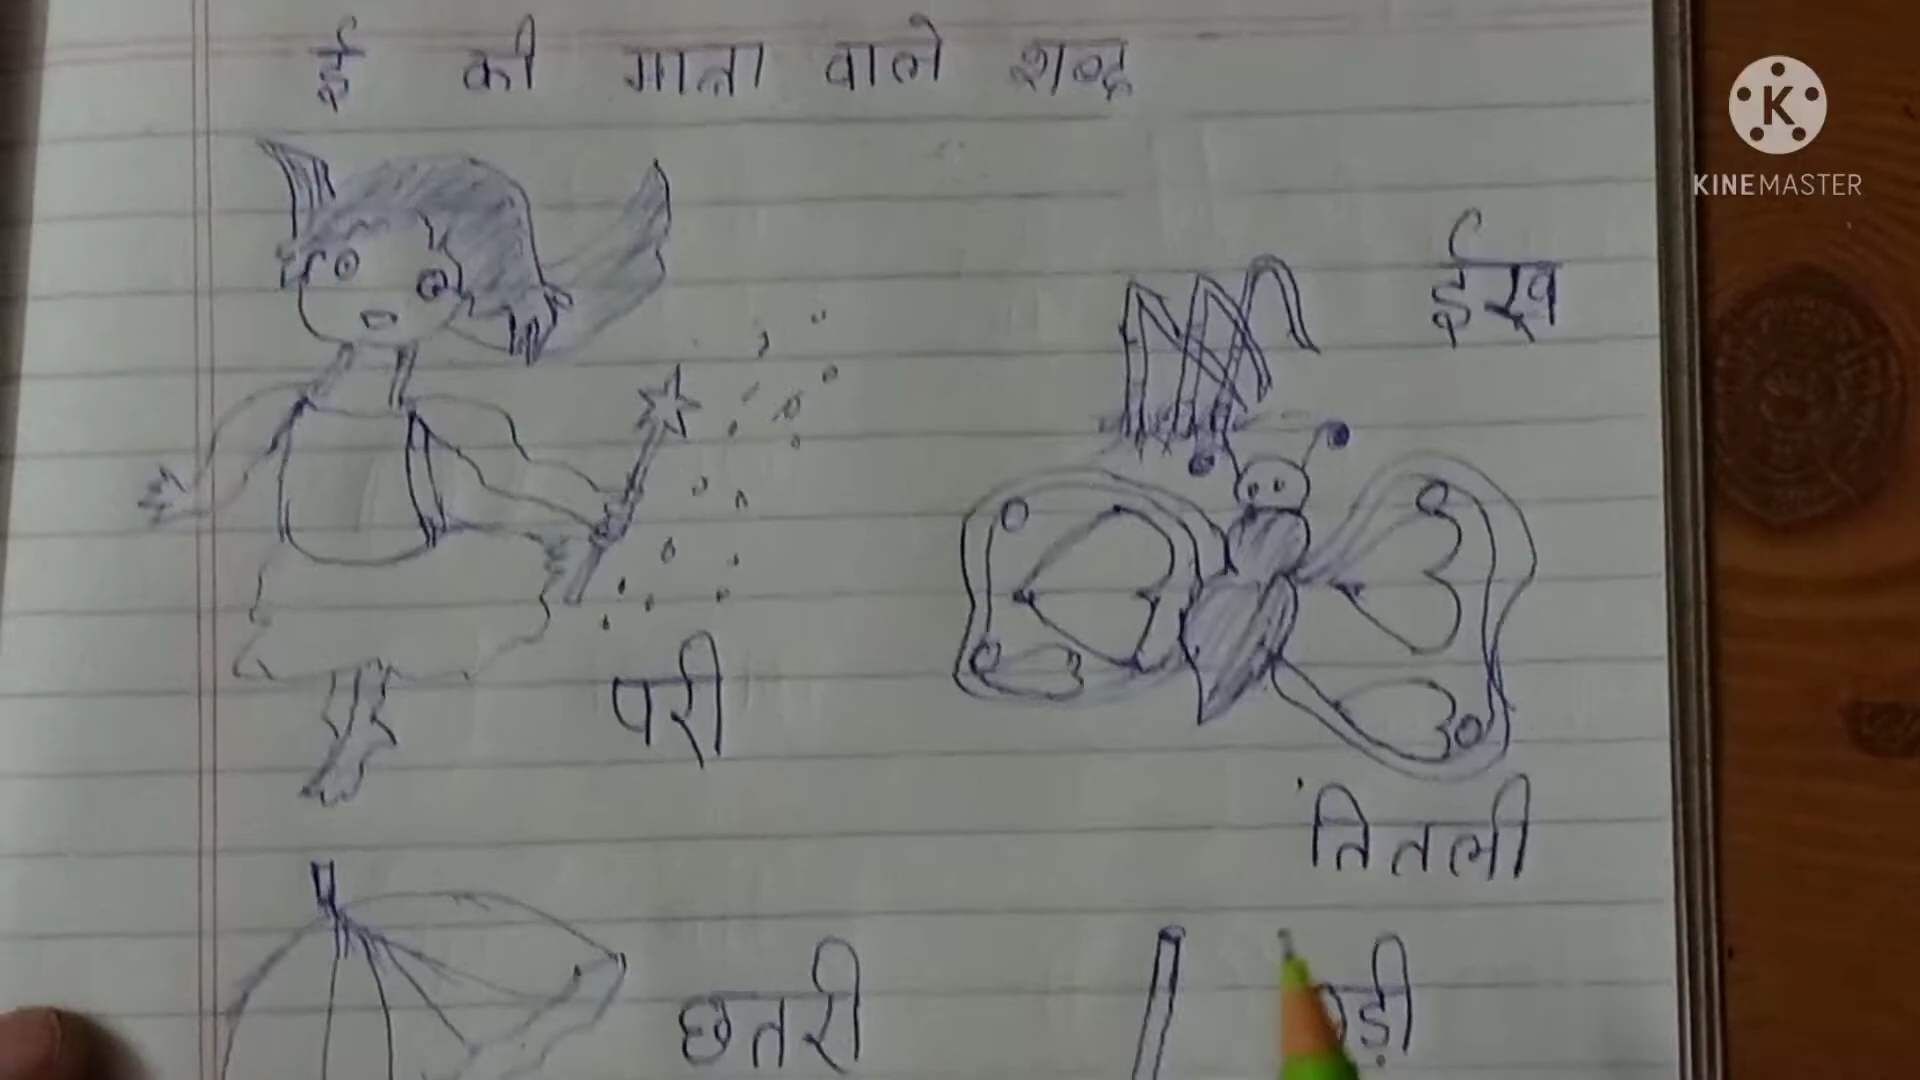 ई की मात्रा वाले शब्द
K
KINEMASTER
ईख
परी
तितली
छतरी